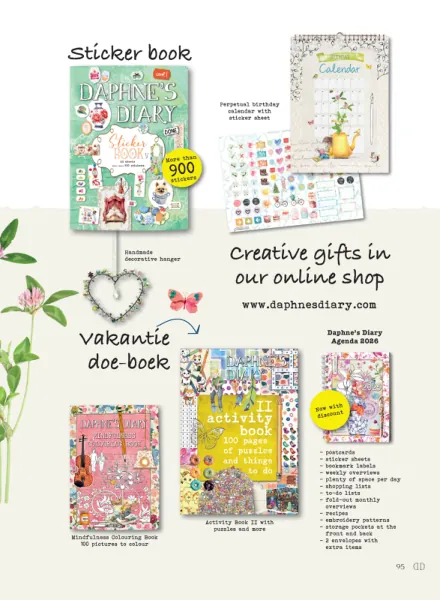 Sticker book
cool!
DAPHNE'S
DIARY
DONE
Sticker
BOOK
More than
900
stickers
Perpetual birthday
calendar with
sticker sheet
Calendar
Handmade
decorative hanger
Creative gifts in
our online shop
www.daphnesdiary.com
Vakantie
doe-boek
DAPHNE'S
DIARY
II
activity
book
100 pages
of puzzles
and things
to do
Activity Book II with
puzzles and more
DAPHNE'S DIARY
Mindfulness Colouring Book
100 pictures to colour
Daphne's Diary
Agenda 2026
Now with
discount
- postcards
- sticker sheets
- bookmark labels
- weekly overviews
- plenty of space per day
- shopping lists
- to-do lists
- fold-out monthly
overviews
- recipes
- embroidery patterns
- storage pockets at the
front and back
- 2 envelopes with
extra items
95